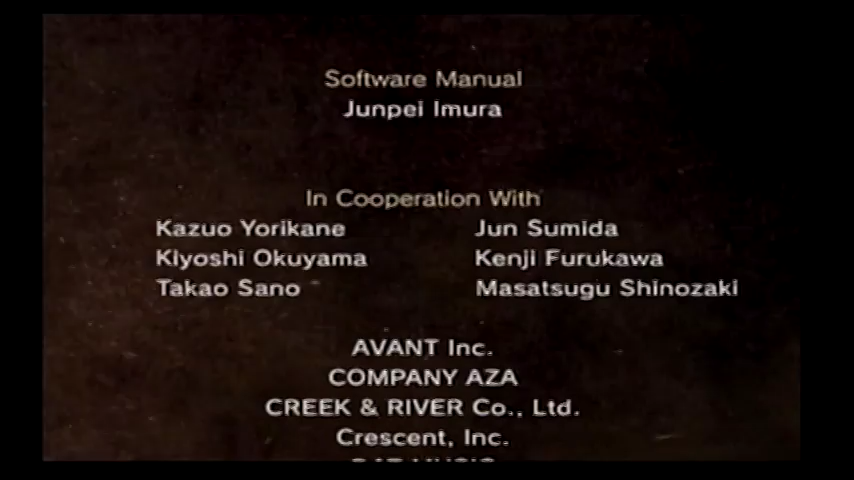 Software Manual
Junpei Imura
In Cooperation With
Kazuo Yorikane Jun Sumida
Kiyoshi Okuyama Kenji Furukawa
Takao Sano Masatsugu Shinozaki
AVANT Inc.
COMPANY AZA
CREEK & RIVER Co., Ltd.
Crescent, Inc.